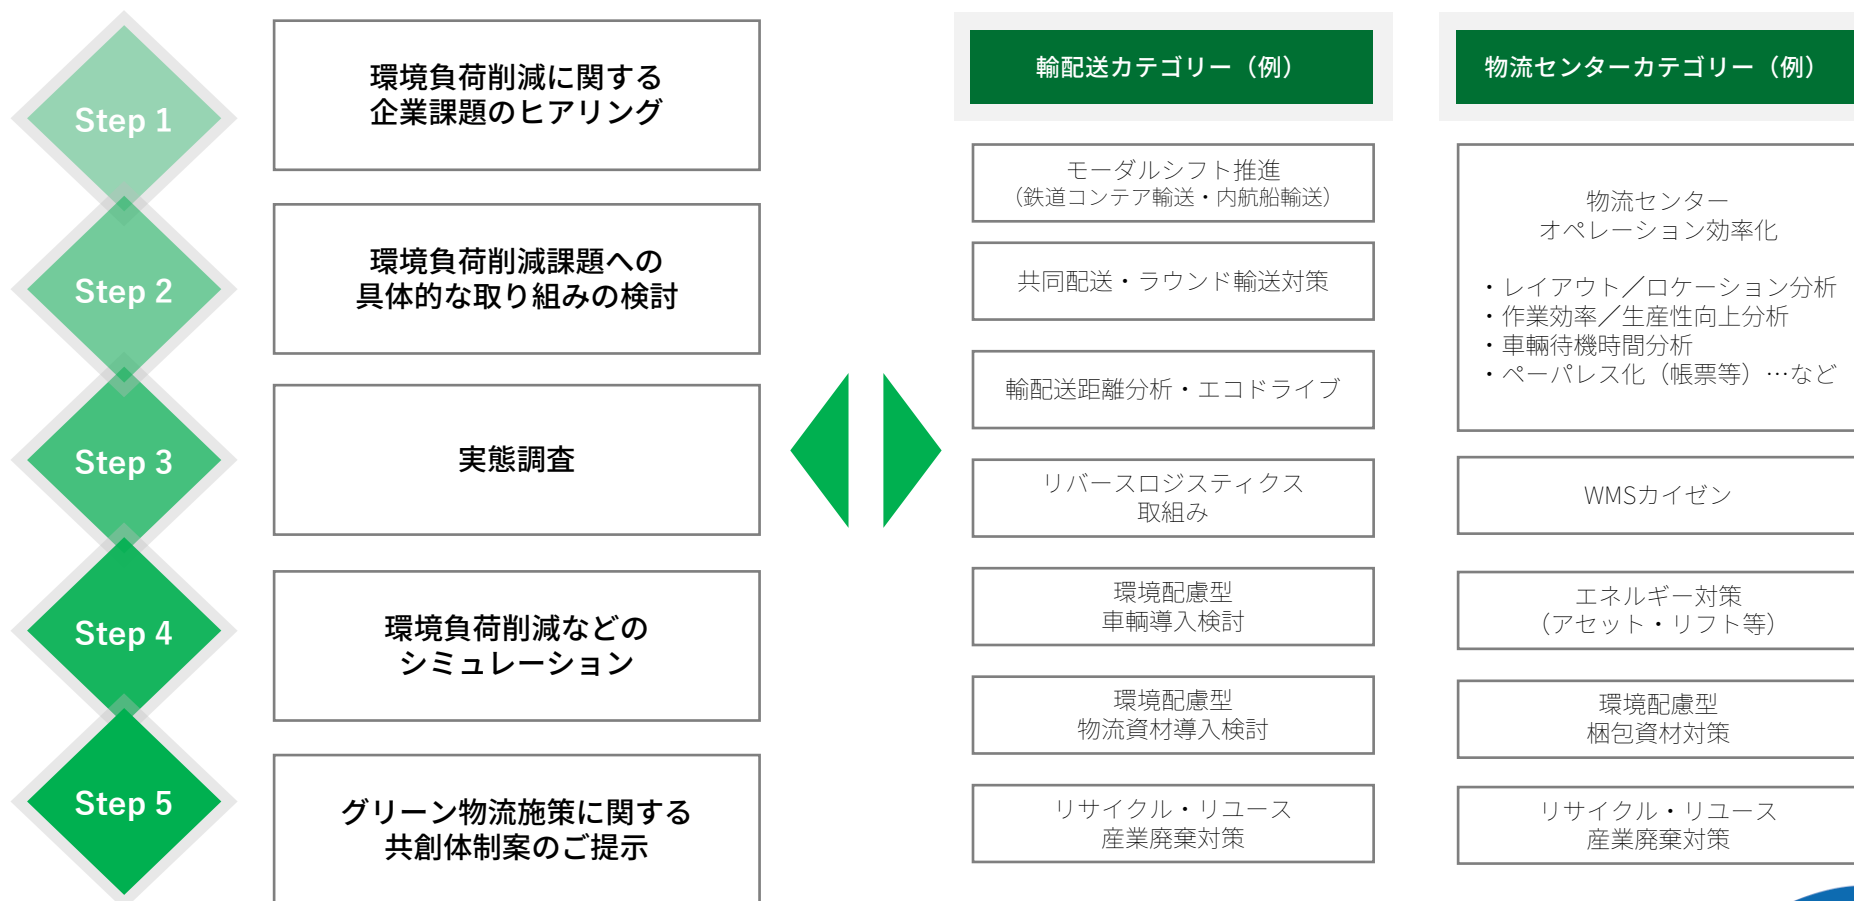 Step 1
環境負荷削減に関する
企業課題のヒアリング
Step 2
環境負荷削減課題への
具体的な取り組みの検討
Step 3
実態調査
Step 4
環境負荷削減などの
シミュレーション
Step 5
グリーン物流施策に関する
共創体制案のご提示
輸配送カテゴリー（例）
モーダルシフト推進
（鉄道コンテア輸送・内航船輸送）
共同配送・ラウンド輸送対策
輸配送距離分析・エコドライブ
リバースロジスティクス
取組み
環境配慮型
車輌導入検討
環境配慮型
物流資材導入検討
リサイクル・リユース
産業廃棄対策
物流センターカテゴリー（例）
物流センター
オペレーション効率化
・レイアウト／ロケーション分析
・作業効率／生産性向上分析
・車輌待機時間分析
・ペーパレス化（帳票等）…など
WMSカイゼン
エネルギー対策
（アセット・リフト等）
環境配慮型
梱包資材対策
リサイクル・リユース
産業廃棄対策